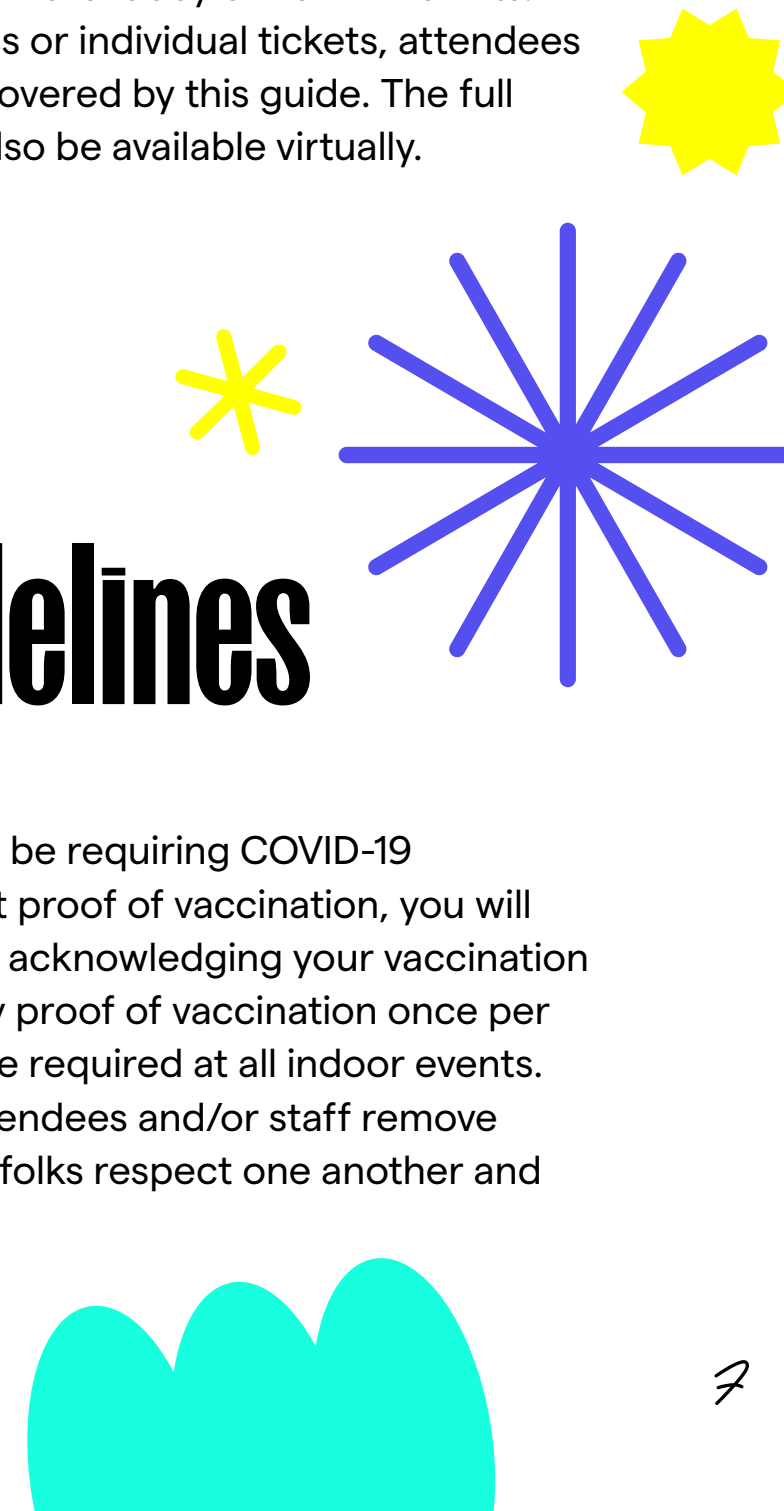 s or individual tickets, attendees
overed by this guide. The full
lso be available virtually.
delines
be requiring COVID-19
t proof of vaccination, you will
acknowledging your vaccination
y proof of vaccination once per
e required at all indoor events.
endees and/or staff remove
folks respect one another and
7